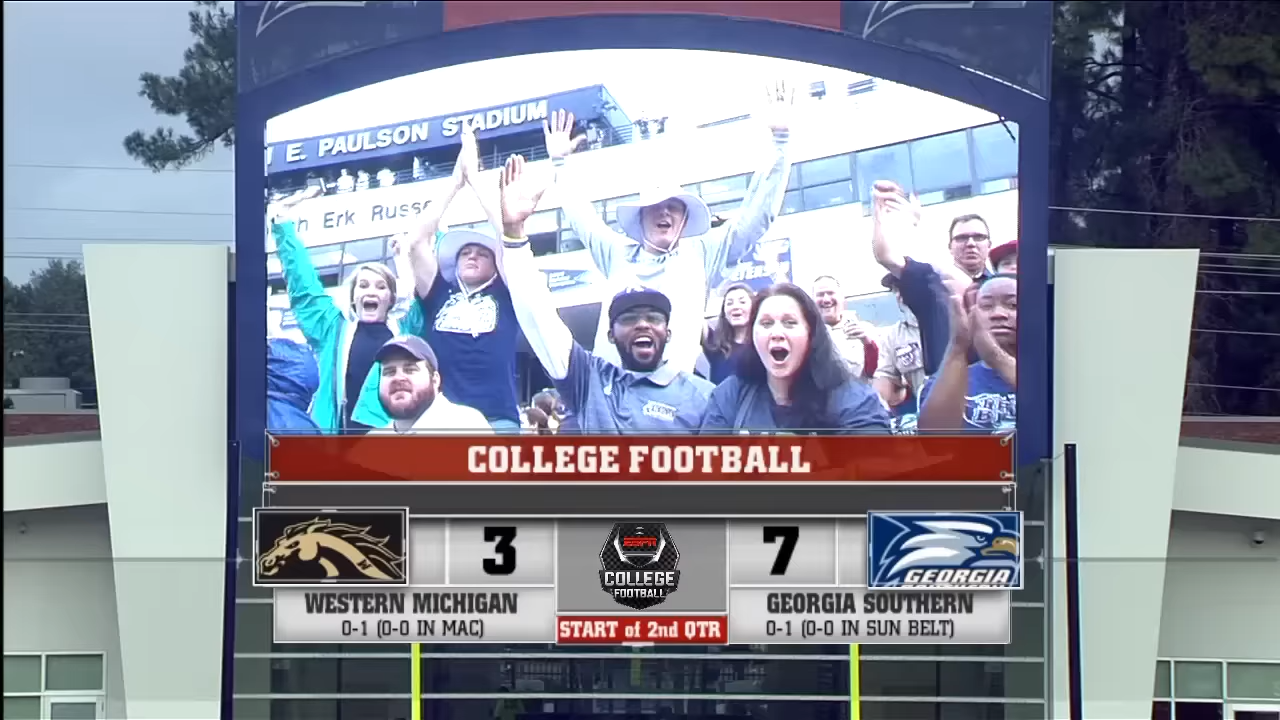 E. PAULSON STADIUM
Erk Russe
COLLEGE FOOTBALL
3
ESPN
COLLEGE
FOOTBALL
7
GEORGIA
WESTERN MICHIGAN
0-1 (0-0 IN MAC)
START of 2nd QTR
GEORGIA SOUTHERN
0-1 (0-0 IN SUN BELT)